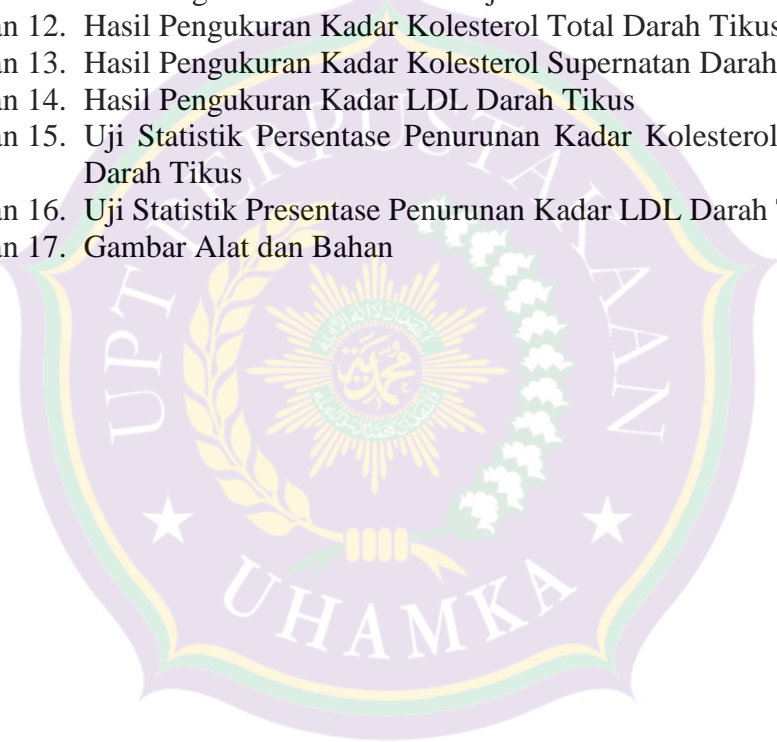 an 12. Hasil Pengukuran Kadar Kolesterol Total Darah Tikus
an 13. Hasil Pengukuran Kadar Kolesterol Supernatan Darah
an 14. Hasil Pengukuran Kadar LDL Darah Tikus
an 15. Uji Statistik Persentase Penurunan Kadar Kolesterol
Darah Tikus
an 16. Uji Statistik Presentase Penurunan Kadar LDL Darah
an 17. Gambar Alat dan Bahan
UPT PERPUSTAKAAN
محمدية
UHAMKA